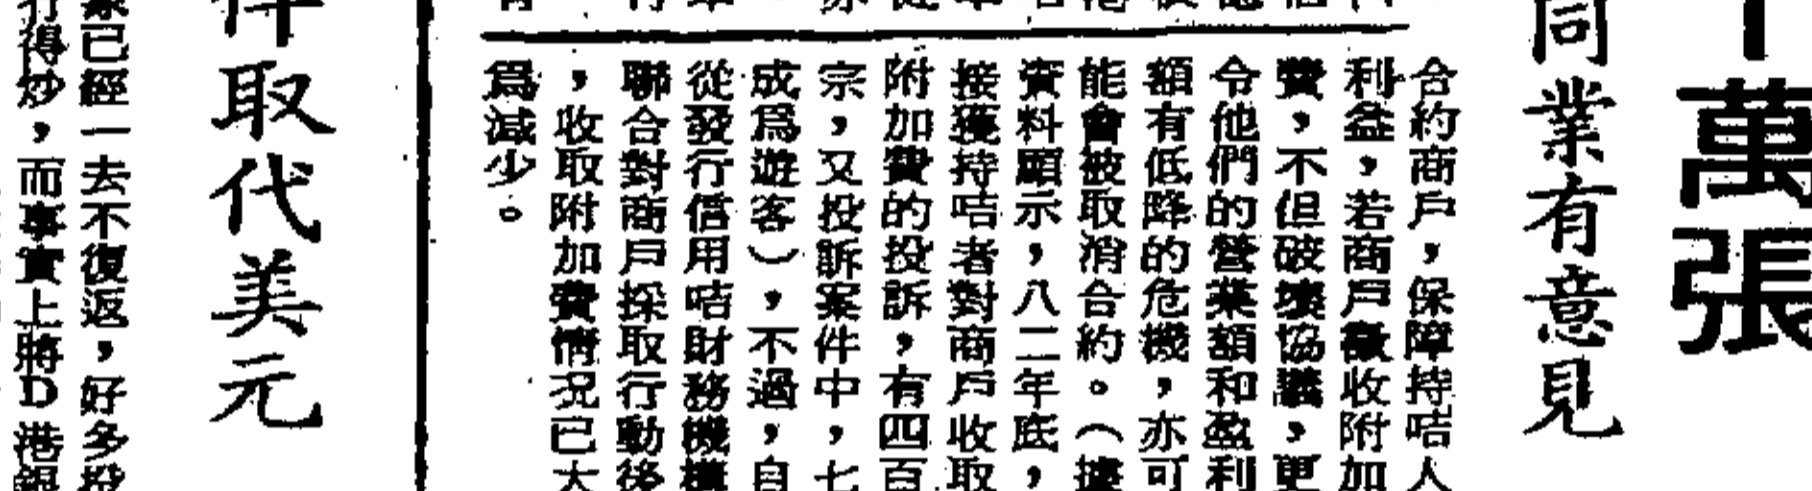 萬張
同業有意見
合約商戶，保障持咭人
利益，若商戶徵收附加
費，不但破壞協議，更
令他們的營業額和盈利
額有低降的危機，亦可
能會被取消合約。（據
資料顯示，八二年底，
接獲持咭者對商戶收取
附加費的投訴，有四百
宗，又投訴案件中，七
成爲遊客），不過，自
從發行信用咭財務機構
聯合對商戶採取行動後
，收取附加費情況已大
爲減少。
取代美元
已經一去不復返，好多投
得炒，而事實上將D港銀